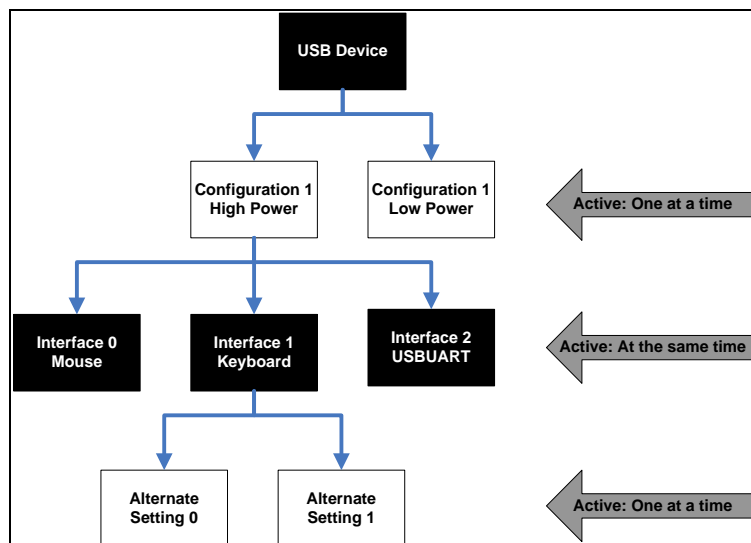 USB Device
Configuration 1
High Power
Configuration 1
Low Power
Active: One at a time
Interface 0
Mouse
Interface 1
Keyboard
Interface 2
USBUART
Active: At the same time
Alternate
Setting 0
Alternate
Setting 1
Active: One at a time